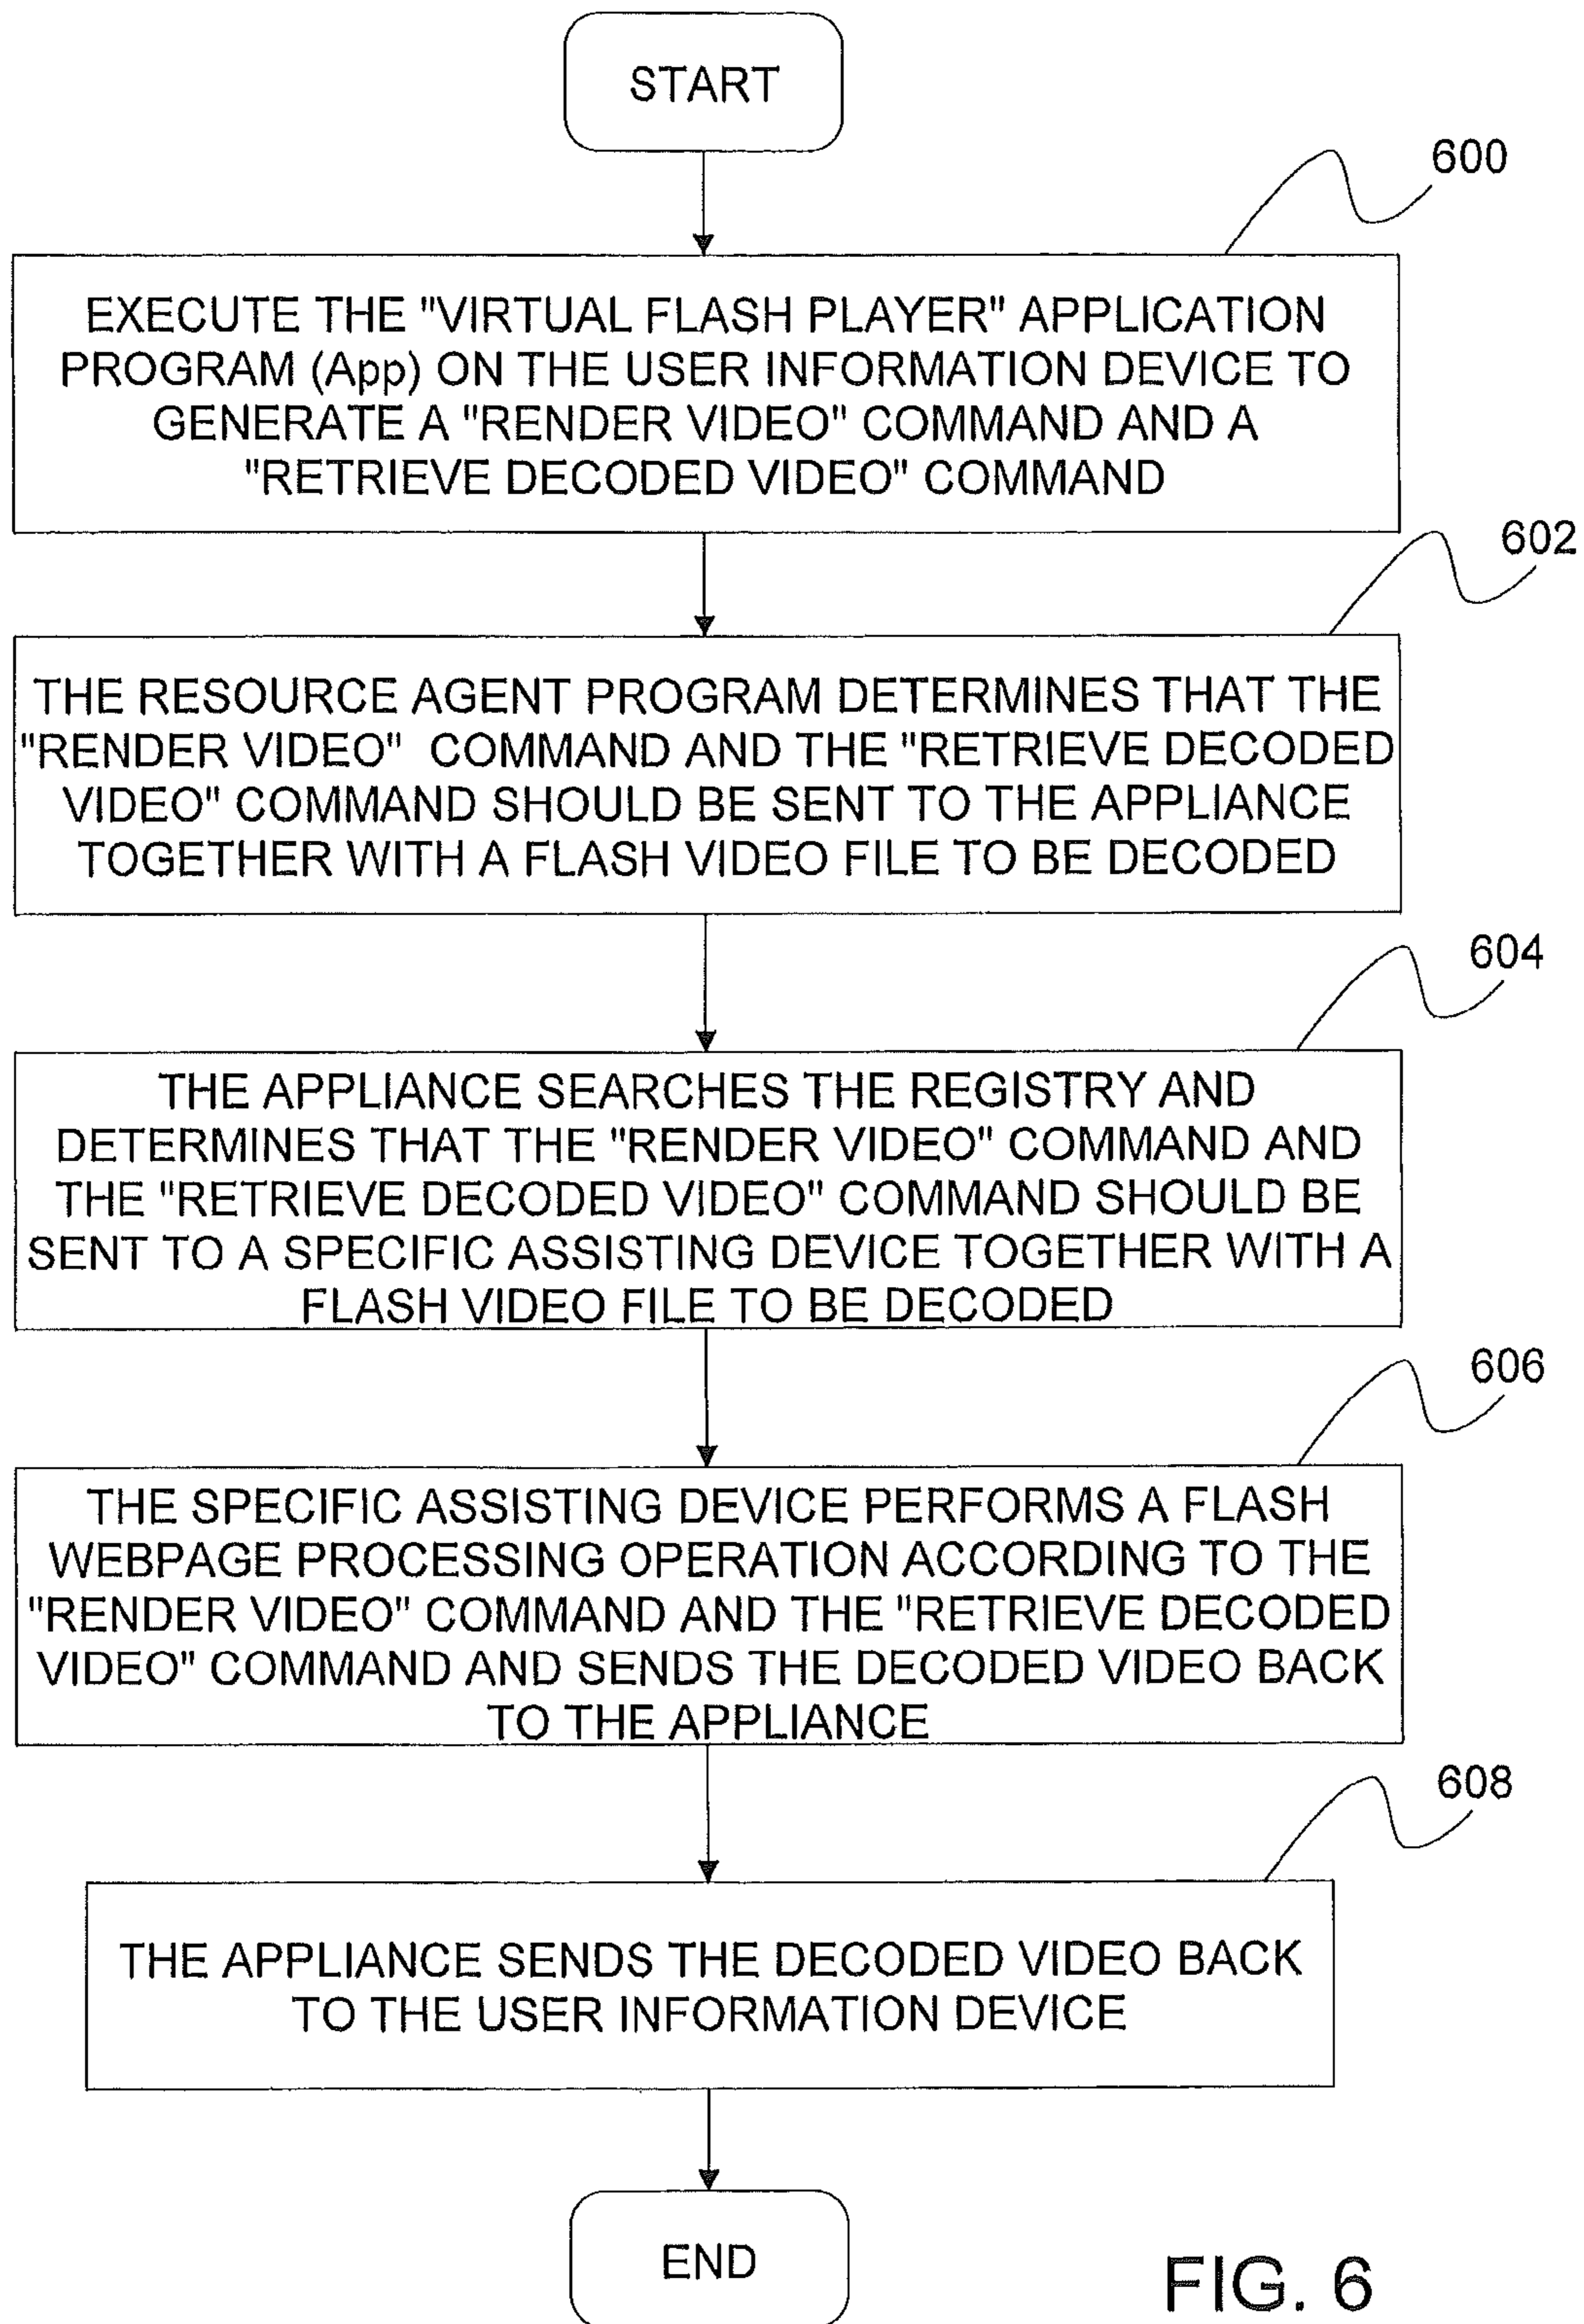 START
600
EXECUTE THE "VIRTUAL FLASH PLAYER" APPLICATION
PROGRAM (App) ON THE USER INFORMATION DEVICE TO
GENERATE A "RENDER VIDEO" COMMAND AND A
"RETRIEVE DECODED VIDEO" COMMAND
602
THE RESOURCE AGENT PROGRAM DETERMINES THAT THE
"RENDER VIDEO" COMMAND AND THE "RETRIEVE DECODED
VIDEO" COMMAND SHOULD BE SENT TO THE APPLIANCE
TOGETHER WITH A FLASH VIDEO FILE TO BE DECODED
604
THE APPLIANCE SEARCHES THE REGISTRY AND
DETERMINES THAT THE "RENDER VIDEO" COMMAND AND
THE "RETRIEVE DECODED VIDEO" COMMAND SHOULD BE
SENT TO A SPECIFIC ASSISTING DEVICE TOGETHER WITH A
FLASH VIDEO FILE TO BE DECODED
606
THE SPECIFIC ASSISTING DEVICE PERFORMS A FLASH
WEBPAGE PROCESSING OPERATION ACCORDING TO THE
"RENDER VIDEO" COMMAND AND THE "RETRIEVE DECODED
VIDEO" COMMAND AND SENDS THE DECODED VIDEO BACK
TO THE APPLIANCE
608
THE APPLIANCE SENDS THE DECODED VIDEO BACK
TO THE USER INFORMATION DEVICE
END
FIG. 6